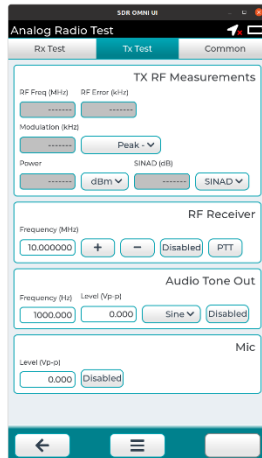 SDR OMNI UI
Analog Radio Test
Rx Test Tx Test Common
TX RF Measurements
RF Freq (MHz) RF Error (kHz)
------- -------
Modulation (kHz)
------- Peak - 
Power SINAD (dB)
------- dBm ------- SINAD
RF Receiver
Frequency (MHz)
10.000000 + - Disabled PTT
Audio Tone Out
Frequency (Hz) Level (Vp-p)
1000.000 0.000 Sine Disabled
Mic
Level (Vp-p)
0.000 Disabled